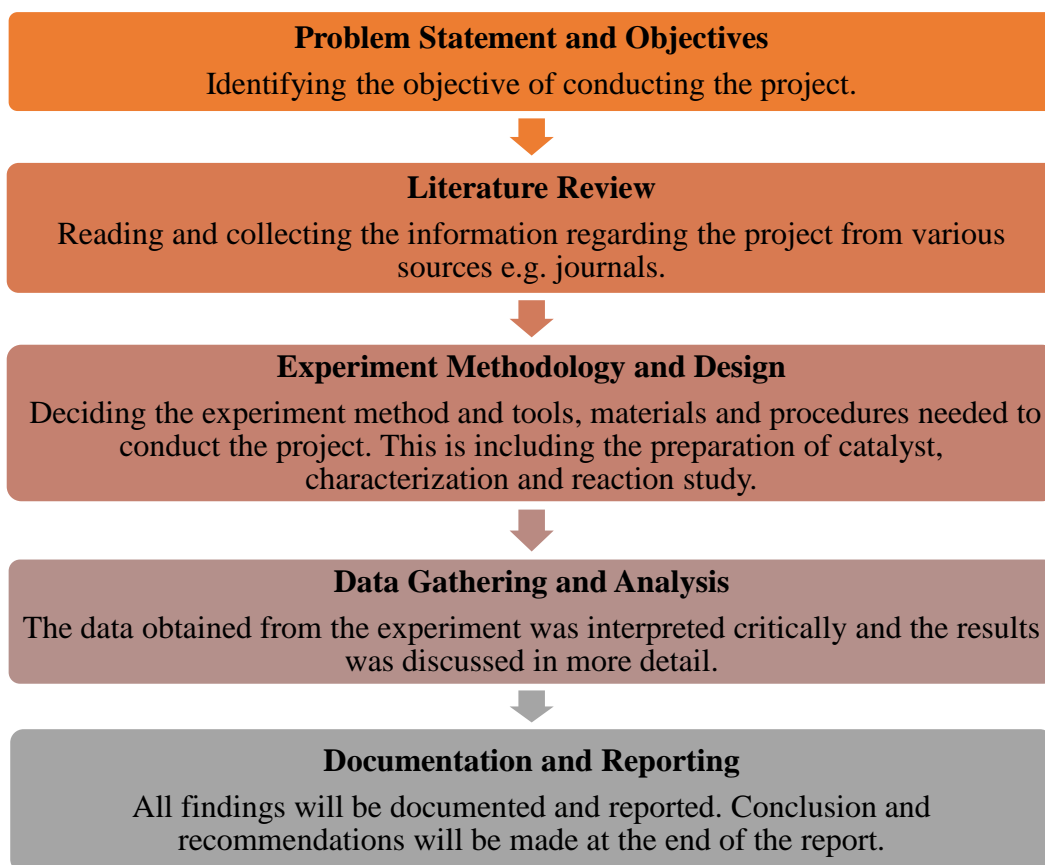 Problem Statement and Objectives
Identifying the objective of conducting the project.
Literature Review
Reading and collecting the information regarding the project from various
sources e.g. journals.
Experiment Methodology and Design
Deciding the experiment method and tools, materials and procedures needed to
conduct the project. This is including the preparation of catalyst,
characterization and reaction study.
Data Gathering and Analysis
The data obtained from the experiment was interpreted critically and the results
was discussed in more detail.
Documentation and Reporting
All findings will be documented and reported. Conclusion and
recommendations will be made at the end of the report.